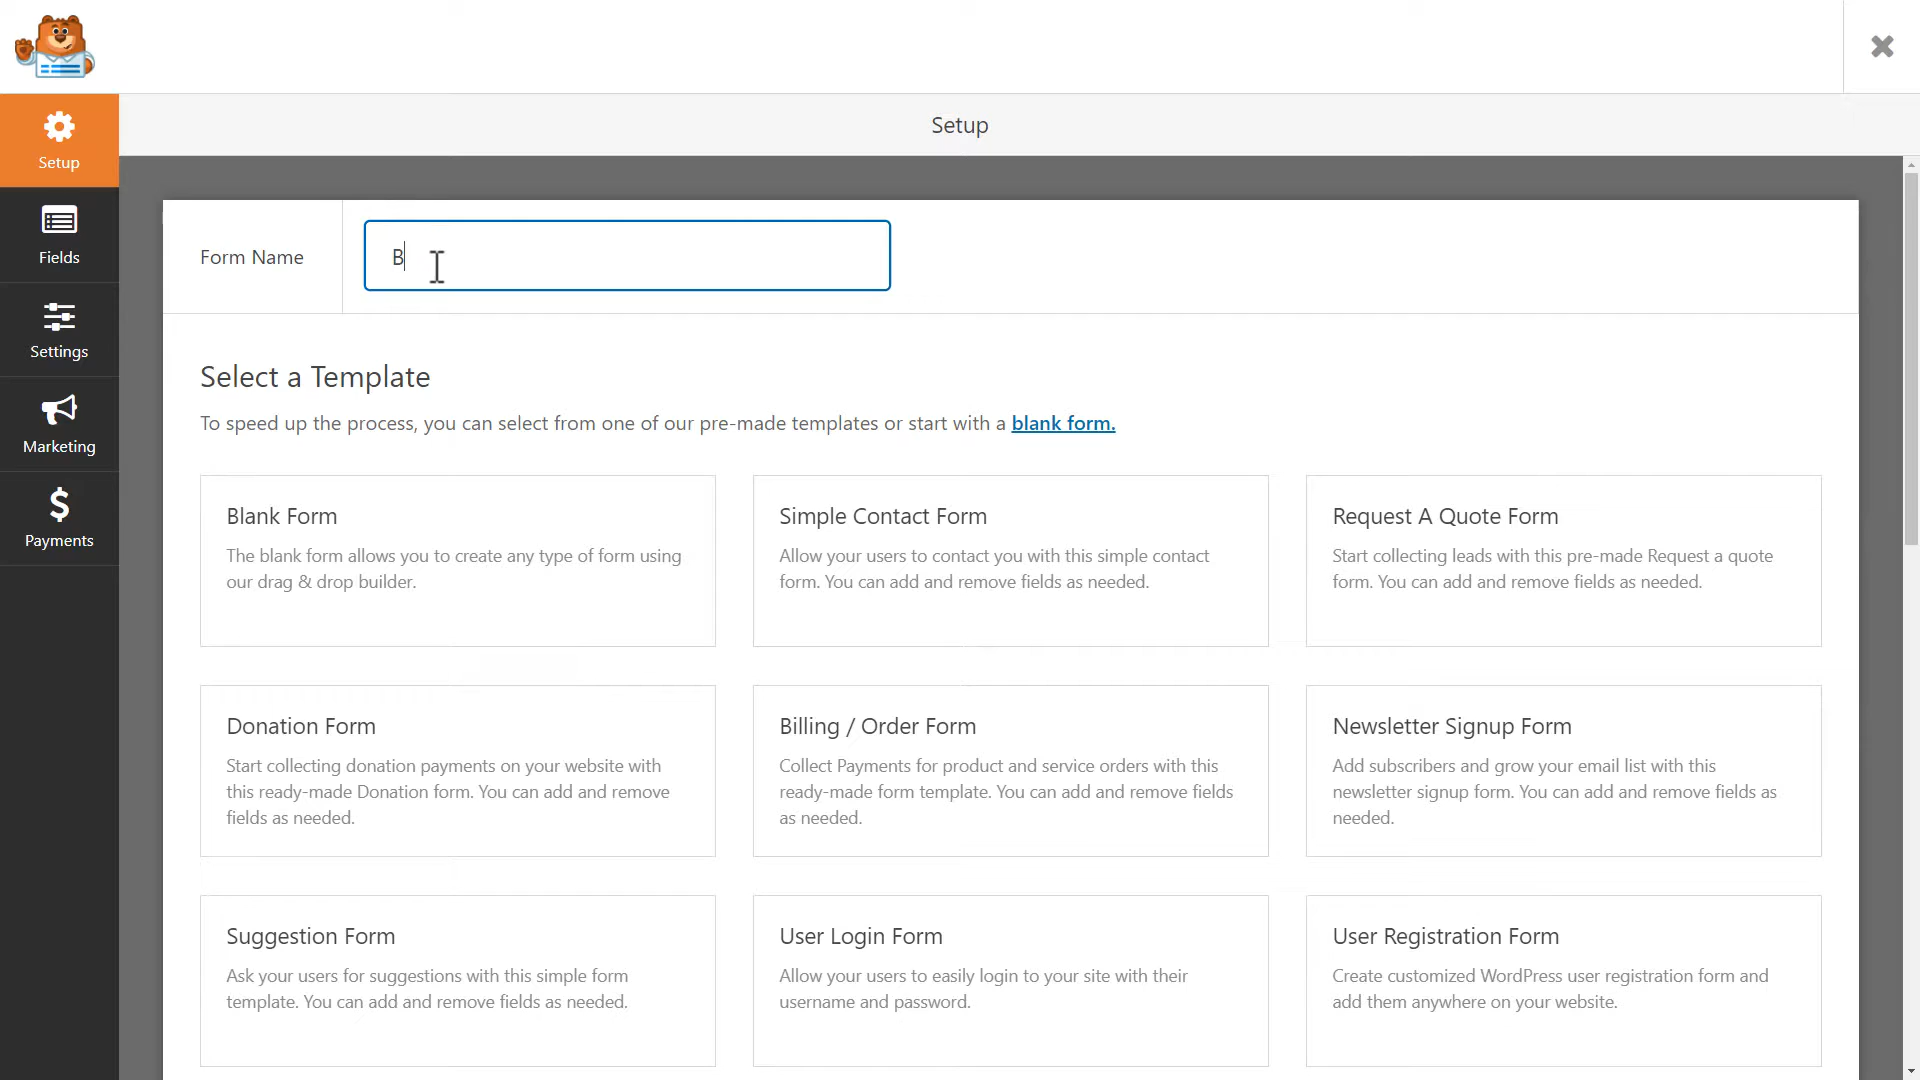 Setup
Setup
Fields
Settings
Marketing
Payments
Form Name
B
Select a Template
To speed up the process, you can select from one of our pre-made templates or start with a blank form.
Blank Form
The blank form allows you to create any type of form using
our drag & drop builder.
Simple Contact Form
Allow your users to contact you with this simple contact
form. You can add and remove fields as needed.
Request A Quote Form
Start collecting leads with this pre-made Request a quote
form. You can add and remove fields as needed.
Donation Form
Start collecting donation payments on your website with
this ready-made Donation form. You can add and remove
fields as needed.
Billing / Order Form
Collect Payments for product and service orders with this
ready-made form template. You can add and remove fields
as needed.
Newsletter Signup Form
Add subscribers and grow your email list with this
newsletter signup form. You can add and remove fields as
needed.
Suggestion Form
Ask your users for suggestions with this simple form
template. You can add and remove fields as needed.
User Login Form
Allow your users to easily login to your site with their
username and password.
User Registration Form
Create customized WordPress user registration form and
add them anywhere on your website.